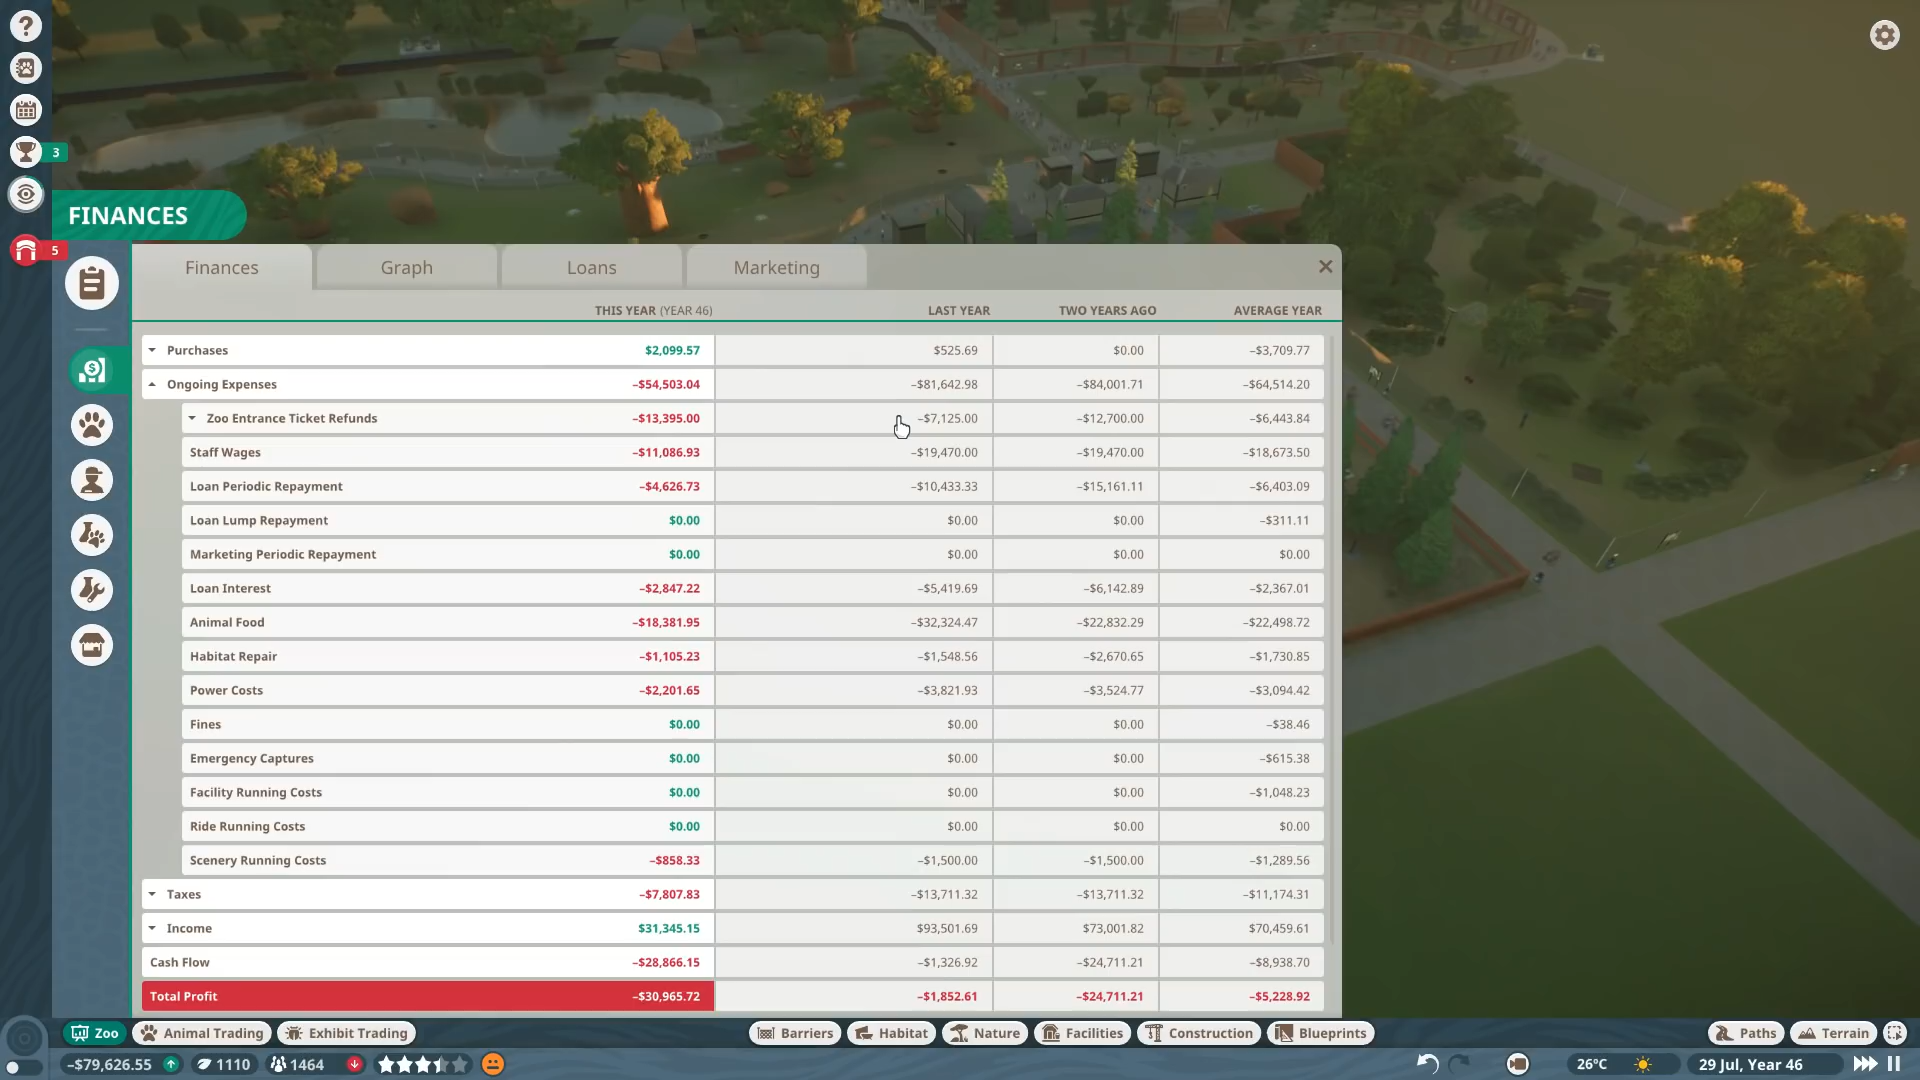 ?
3
FINANCES
5
Finances Graph Loans Marketing ×
THIS YEAR (YEAR 46) LAST YEAR TWO YEARS AGO AVERAGE YEAR
Purchases $2,099.57 $525.69 $0.00 –$3,709.77
Ongoing Expenses –$54,503.04 –$81,642.98 –$84,001.71 –$64,514.20
Zoo Entrance Ticket Refunds –$13,395.00 –$7,125.00 –$12,700.00 –$6,443.84
Staff Wages –$11,086.93 –$19,470.00 –$19,470.00 –$18,673.50
Loan Periodic Repayment –$4,626.73 –$10,433.33 –$15,161.11 –$6,403.09
Loan Lump Repayment $0.00 $0.00 $0.00 –$311.11
Marketing Periodic Repayment $0.00 $0.00 $0.00 $0.00
Loan Interest –$2,847.22 –$5,419.69 –$6,142.89 –$2,367.01
Animal Food –$18,381.95 –$32,324.47 –$22,832.29 –$22,498.72
Habitat Repair –$1,105.23 –$1,548.56 –$2,670.65 –$1,730.85
Power Costs –$2,201.65 –$3,821.93 –$3,524.77 –$3,094.42
Fines $0.00 $0.00 $0.00 –$38.46
Emergency Captures $0.00 $0.00 $0.00 –$615.38
Facility Running Costs $0.00 $0.00 $0.00 –$1,048.23
Ride Running Costs $0.00 $0.00 $0.00 $0.00
Scenery Running Costs –$858.33 –$1,500.00 –$1,500.00 –$1,289.56
Taxes –$7,807.83 –$13,711.32 –$13,711.32 –$11,174.31
Income $31,345.15 $93,501.69 $73,001.82 $70,459.61
Cash Flow –$28,866.15 –$1,326.92 –$24,711.21 –$8,938.70
Total Profit –$30,965.72 –$1,852.61 –$24,711.21 –$5,228.92
Zoo Animal Trading Exhibit Trading Barriers Habitat Nature Facilities Construction Blueprints Paths Terrain
–$79,626.55 1110 1464 26°C 29 Jul, Year 46